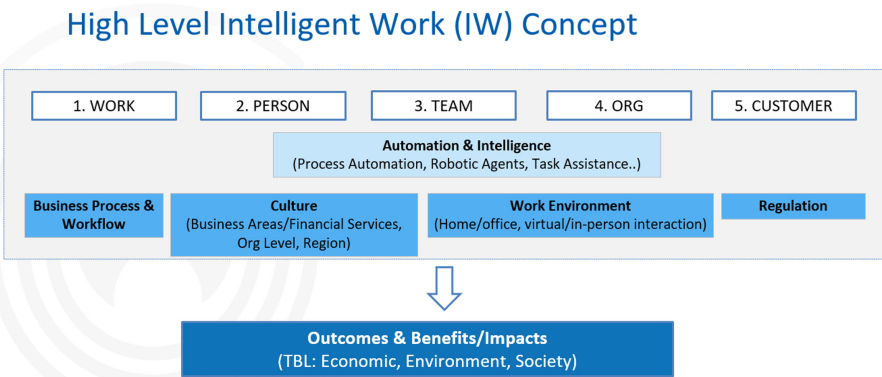 High Level Intelligent Work (IW) Concept
1. WORK
2. PERSON
3. TEAM
4. ORG
5. CUSTOMER
Automation & Intelligence
(Process Automation, Robotic Agents, Task Assistance..)
Business Process &
Workflow
Culture
(Business Areas/Financial Services,
Org Level, Region)
Work Environment
(Home/office, virtual/in-person interaction)
Regulation
Outcomes & Benefits/Impacts
(TBL: Economic, Environment, Society)